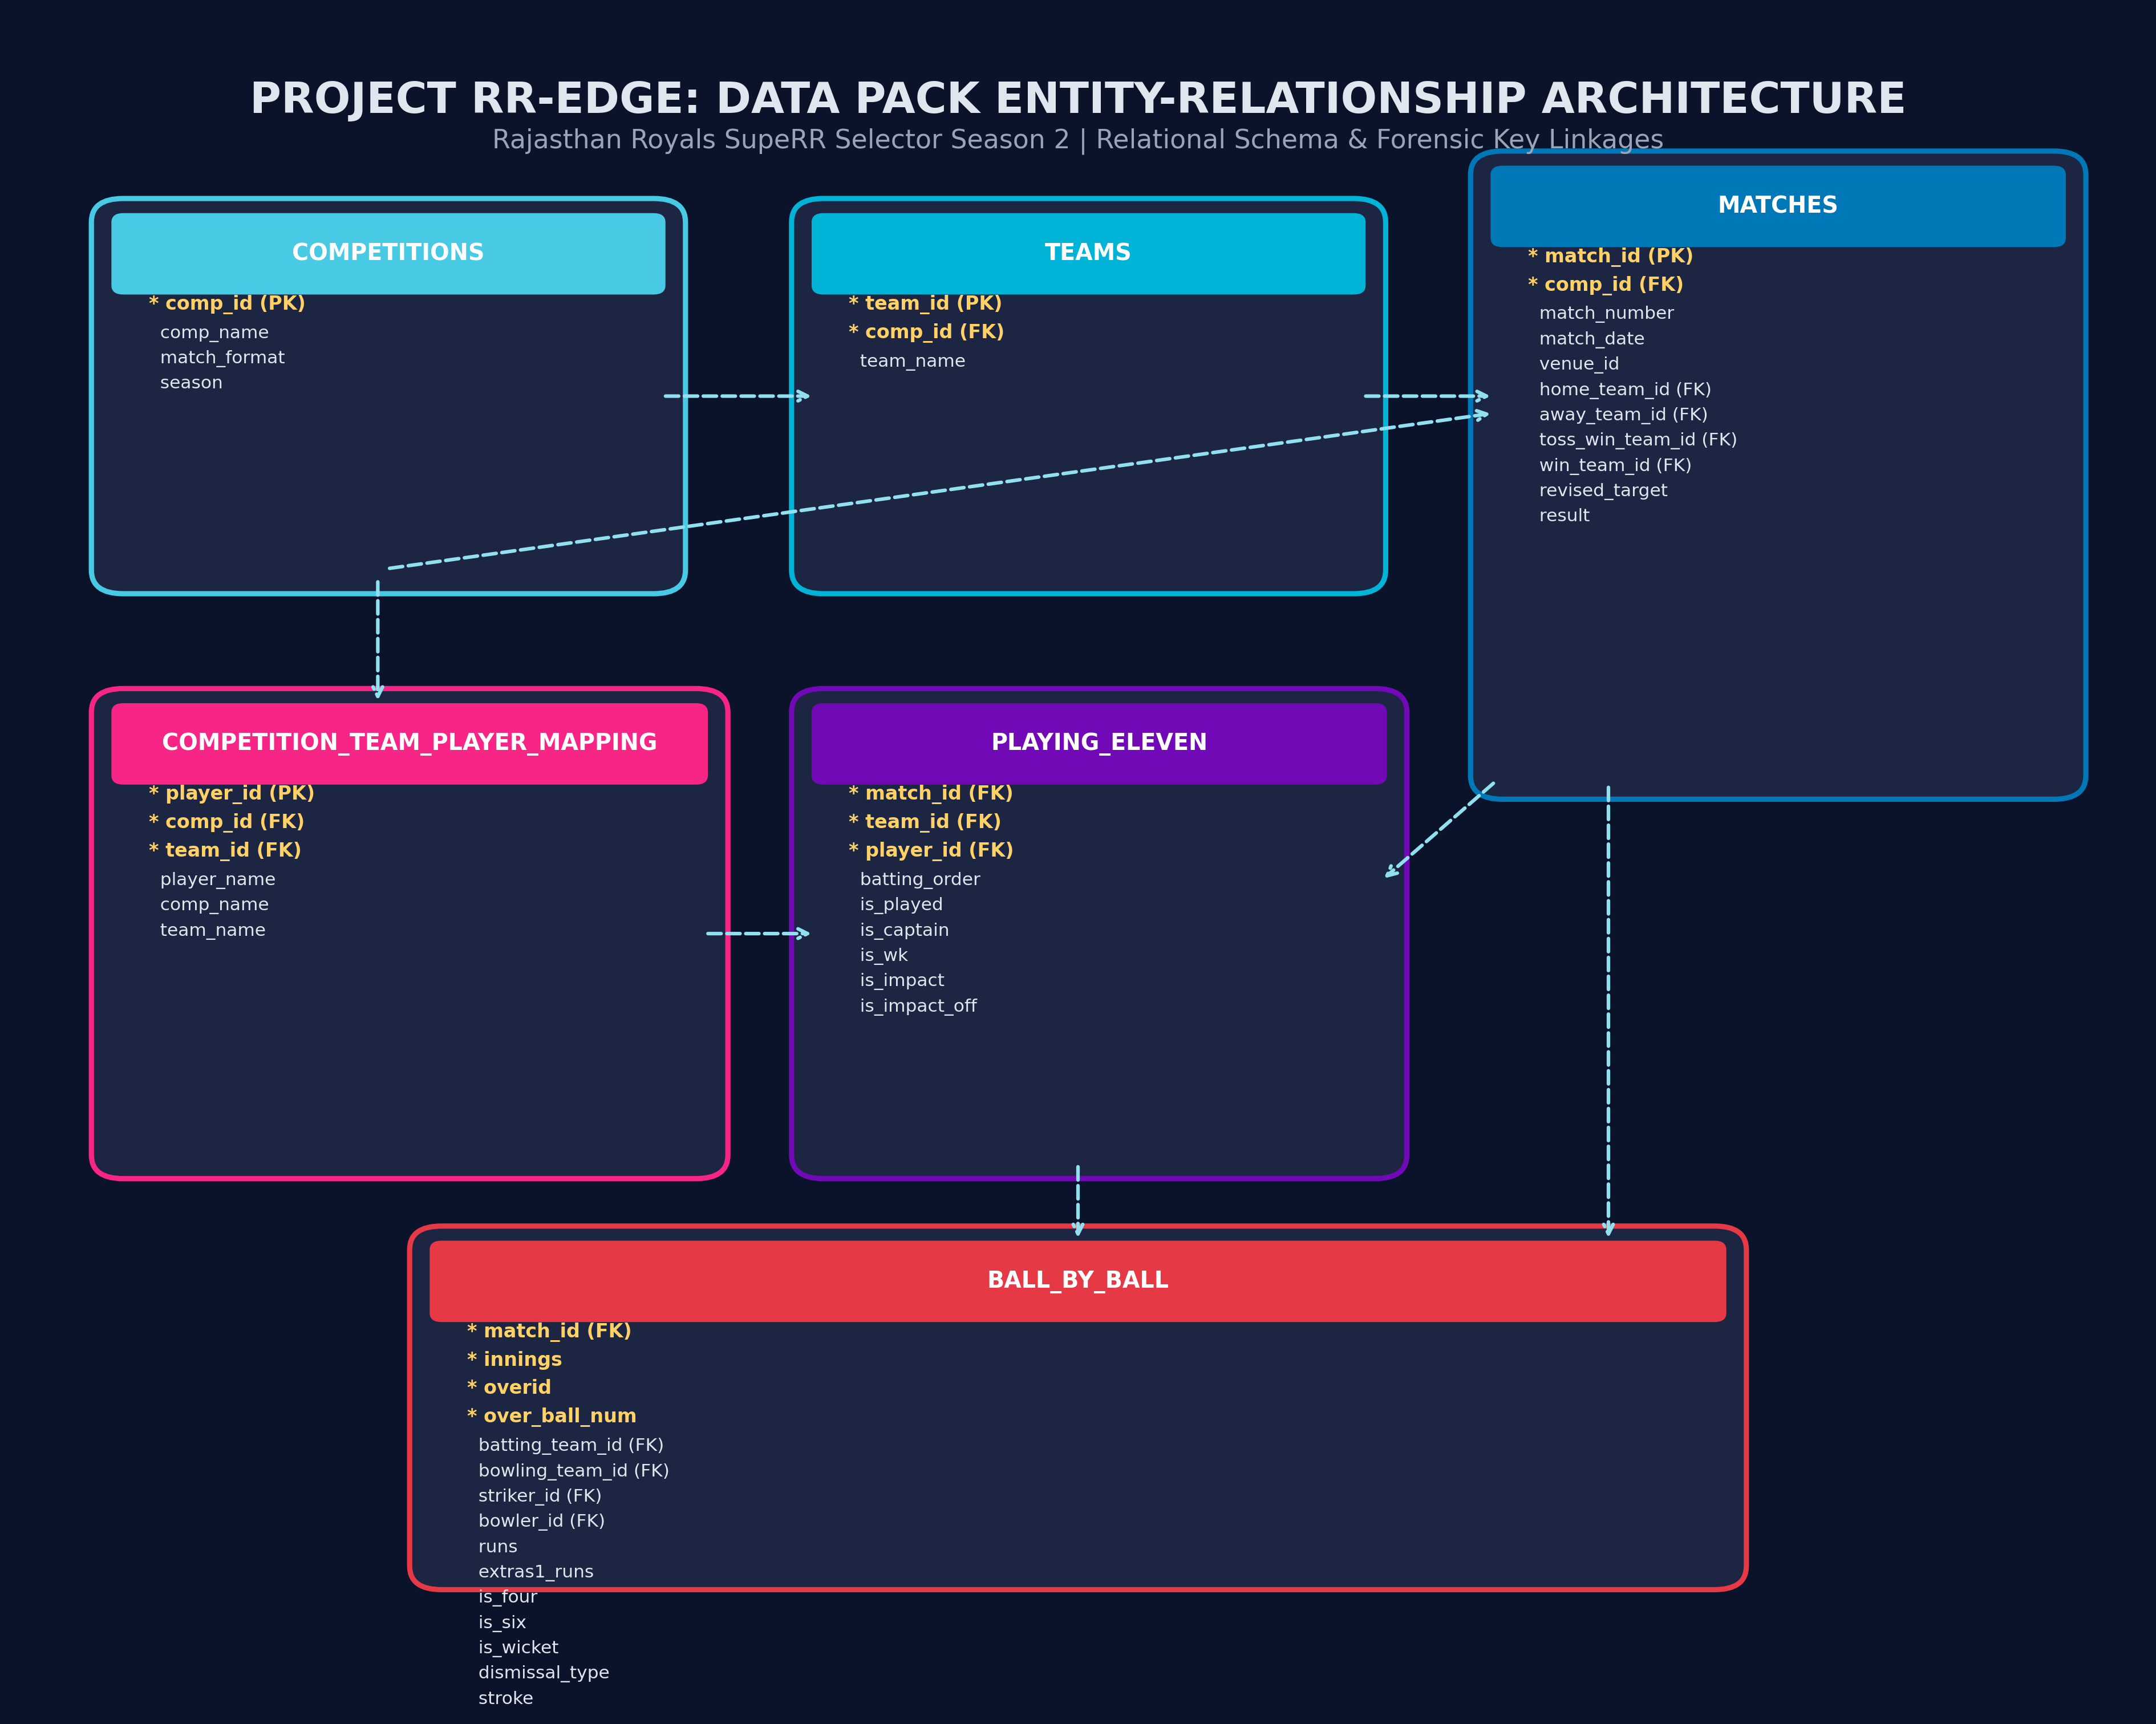 PROJECT RR-EDGE: DATA PACK ENTITY-RELATIONSHIP ARCHITECTURE
Rajasthan Royals SupeRR Selector Season 2 | Relational Schema & Forensic Key Linkages
COMPETITIONS
* comp_id (PK)
comp_name
match_format
season
TEAMS
* team_id (PK)
* comp_id (FK)
team_name
MATCHES
* match_id (PK)
* comp_id (FK)
match_number
match_date
venue_id
home_team_id (FK)
away_team_id (FK)
toss_win_team_id (FK)
win_team_id (FK)
revised_target
result
COMPETITION_TEAM_PLAYER_MAPPING
* player_id (PK)
* comp_id (FK)
* team_id (FK)
player_name
comp_name
team_name
PLAYING_ELEVEN
* match_id (FK)
* team_id (FK)
* player_id (FK)
batting_order
is_played
is_captain
is_wk
is_impact
is_impact_off
BALL_BY_BALL
* match_id (FK)
* innings
* overid
* over_ball_num
batting_team_id (FK)
bowling_team_id (FK)
striker_id (FK)
bowler_id (FK)
runs
extras1_runs
is_four
is_six
is_wicket
dismissal_type
stroke